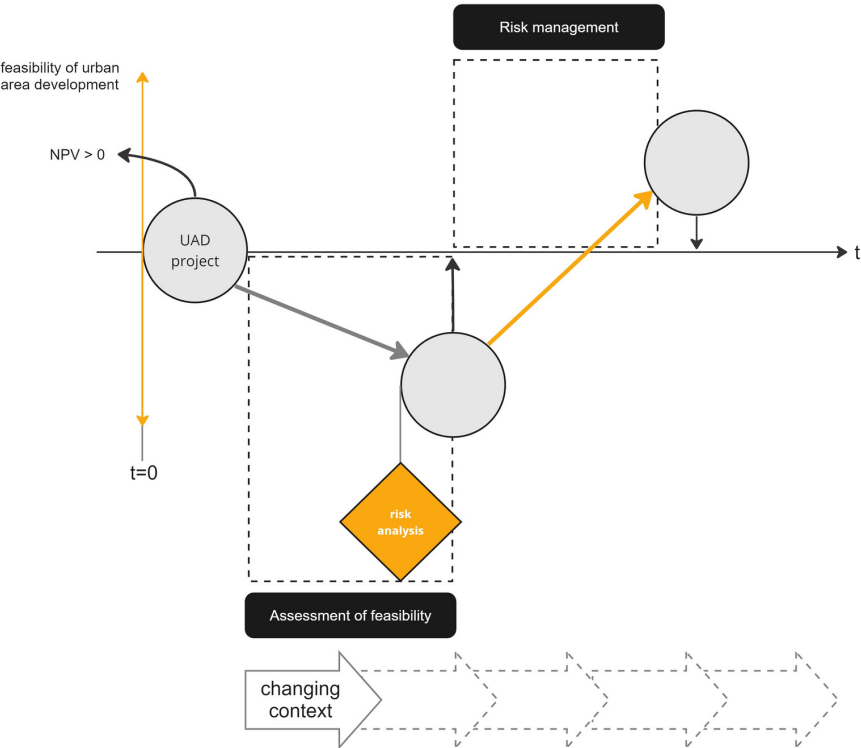 Risk management
feasibility of urban
area development
NPV > 0
UAD
project
t
t=0
risk
analysis
Assessment of feasibility
changing
context